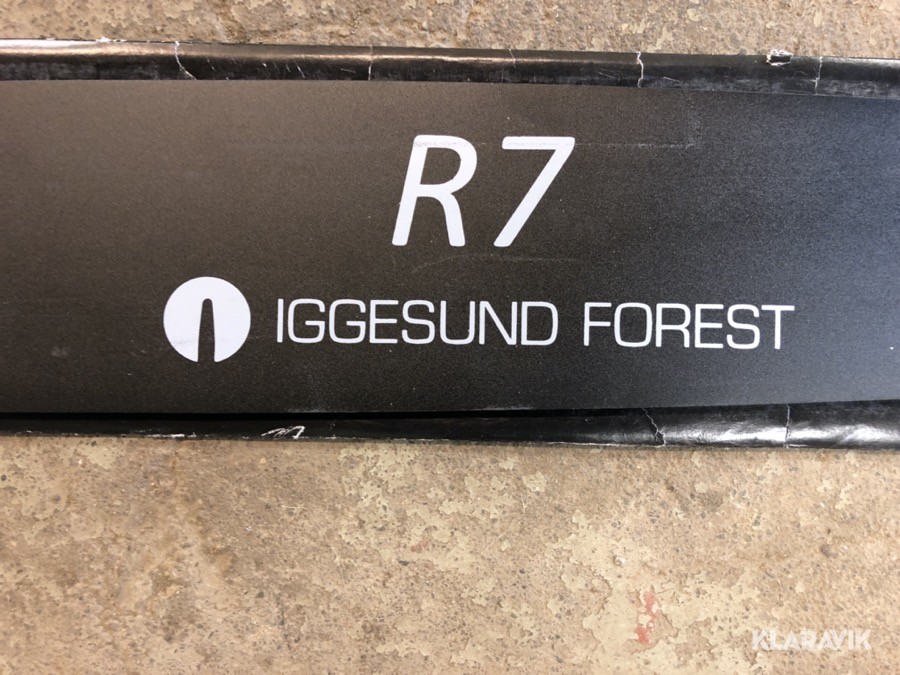 R7
IGGESUND FOREST
KLARAVIK